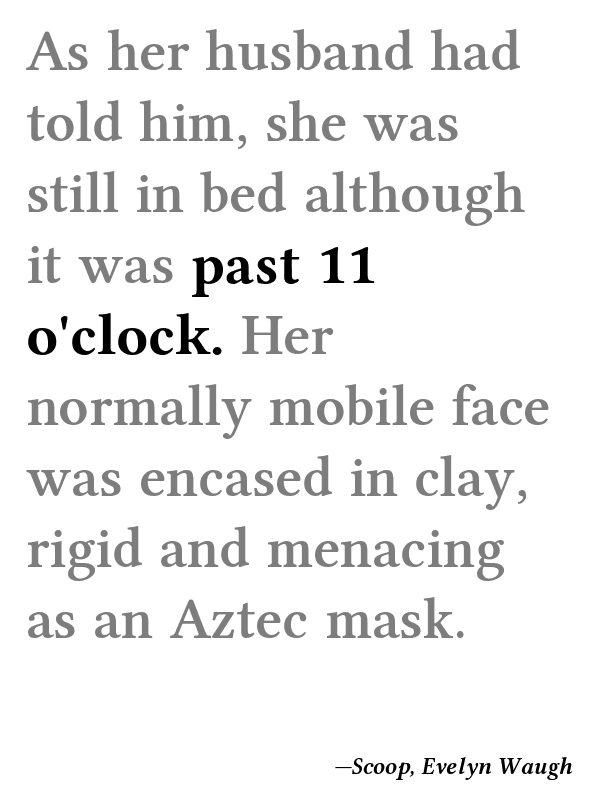 As her husband had
told him, she was
still in bed although
it was past 11
o'clock. Her
normally mobile face
was encased in clay,
rigid and menacing
as an Aztec mask.
—Scoop, Evelyn Waugh